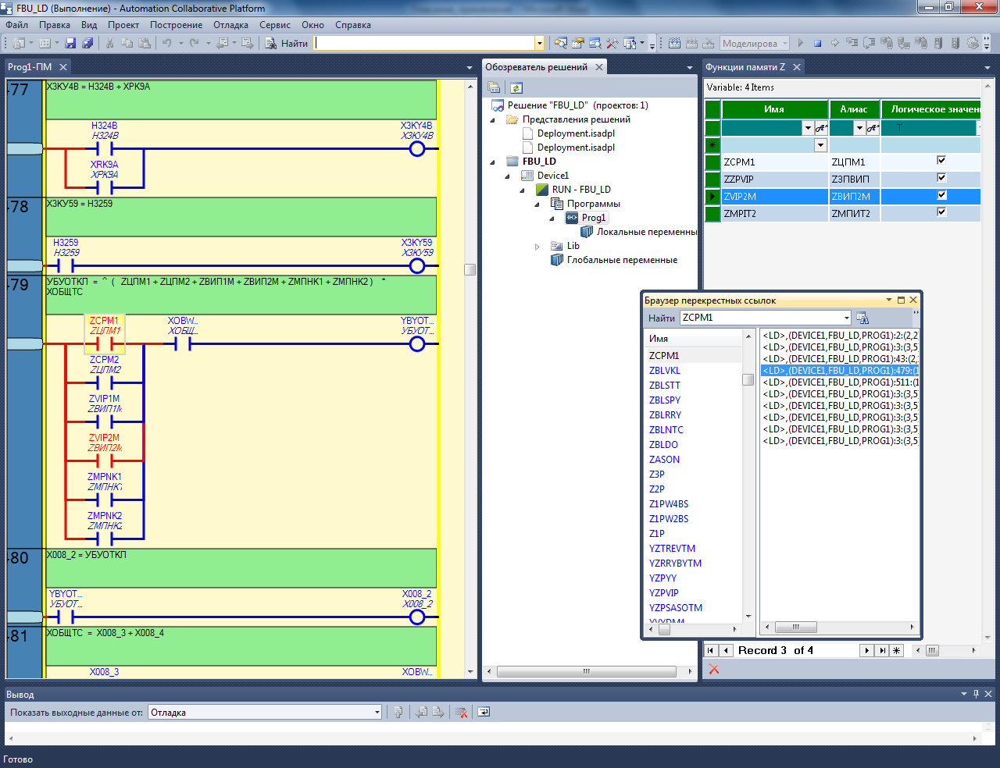 FBU_LD (Выполнение) - Automation Collaborative Platform
Файл Правка Вид Проект Построение Отладка Сервис Окно Справка
Найти
Моделирова
Prog1-ПМ
77
X3KУ4B = H324B + XPK9A
H324B
H324B
X3KY4B
X3KУ4B
XRK9A
XPK9A
78
X3KУ59 = H3259
H3259
H3259
X3KY59
X3KУ59
79
УБУОТКЛ = ^ ( ZЦПМ1 + ZЦПМ2 + ZВИП1М + ZВИП2М + ZМПНК1 + ZМПНК2 ) *
ХОБЩТС
ZCPM1
ZЦПМ1
XOBW...
ХОБЩ...
YBYOT...
УБУОТ...
ZCPM2
ZЦПМ2
ZVIP1M
ZВИП1М
ZVIP2M
ZВИП2М
ZMPNK1
ZМПНК1
ZMPNK2
ZМПНК2
80
X008_2 = УБУОТКЛ
YBYOT...
УБУОТ...
X008_2
X008_2
81
ХОБЩТС = X008_3 + X008_4
X008_3
XOBW...
Обозреватель решений
Решение "FBU_LD" (проектов: 1)
Представления решений
Deployment.isadpl
Deployment.isadpl
FBU_LD
Device1
RUN - FBU_LD
Программы
Prog1
Локальные переменны
Lib
Глобальные переменные
Функции памяти Z
Variable: 4 Items
Имя Алиас Логическое значен
T
ZCPM1 ZЦПМ1
ZZPVIP ZЗПВИП
ZVIP2M ZВИП2М
ZMPIT2 ZМПИТ2
Браузер перекрестных ссылок
Найти ZCPM1
Имя
ZCPM1
ZBLVKL
ZBLSTT
ZBLSPY
ZBLRRY
ZBLNTC
ZBLDO
ZASON
Z3P
Z2P
Z1PW4BS
Z1PW2BS
Z1P
YZTREVTM
YZRRYBYTM
YZPYY
YZPVIP
YZPSASOTM
<LD>,(DEVICE1,FBU_LD,PROG1):2:(2,2
<LD>,(DEVICE1,FBU_LD,PROG1):3:(3,5
<LD>,(DEVICE1,FBU_LD,PROG1):43:(2,
<LD>,(DEVICE1,FBU_LD,PROG1):479:(1
<LD>,(DEVICE1,FBU_LD,PROG1):511:(1
<LD>,(DEVICE1,FBU_LD,PROG1):3:(3,5
<LD>,(DEVICE1,FBU_LD,PROG1):3:(3,5
<LD>,(DEVICE1,FBU_LD,PROG1):3:(3,5
<LD>,(DEVICE1,FBU_LD,PROG1):3:(3,5
<LD>,(DEVICE1,FBU_LD,PROG1):3:(3,5
Record 3 of 4
Вывод
Показать выходные данные от: Отладка
Готово